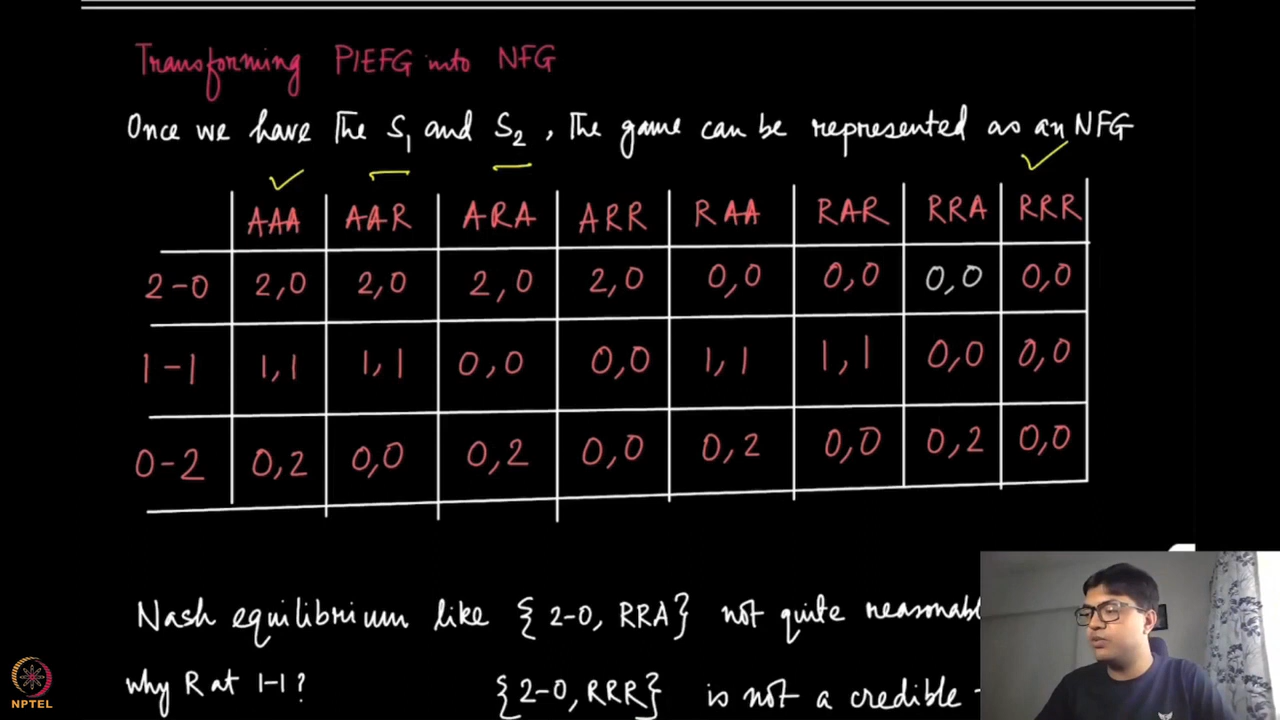 Transforming PIEFG into NFG
Once we have the S1 and S2, the game can be represented as an NFG
AAA AAR ARA ARR RAA RAR RRA RRR
2-0 2,0 2,0 2,0 2,0 0,0 0,0 0,0 0,0
1-1 1,1 1,1 0,0 0,0 1,1 1,1 0,0 0,0
0-2 0,2 0,0 0,2 0,0 0,2 0,0 0,2 0,0
Nash equilibrium like {2-0, RRA} not quite reasonabl
why R at 1-1? {2-0, RRR} is not a credible
NPTEL